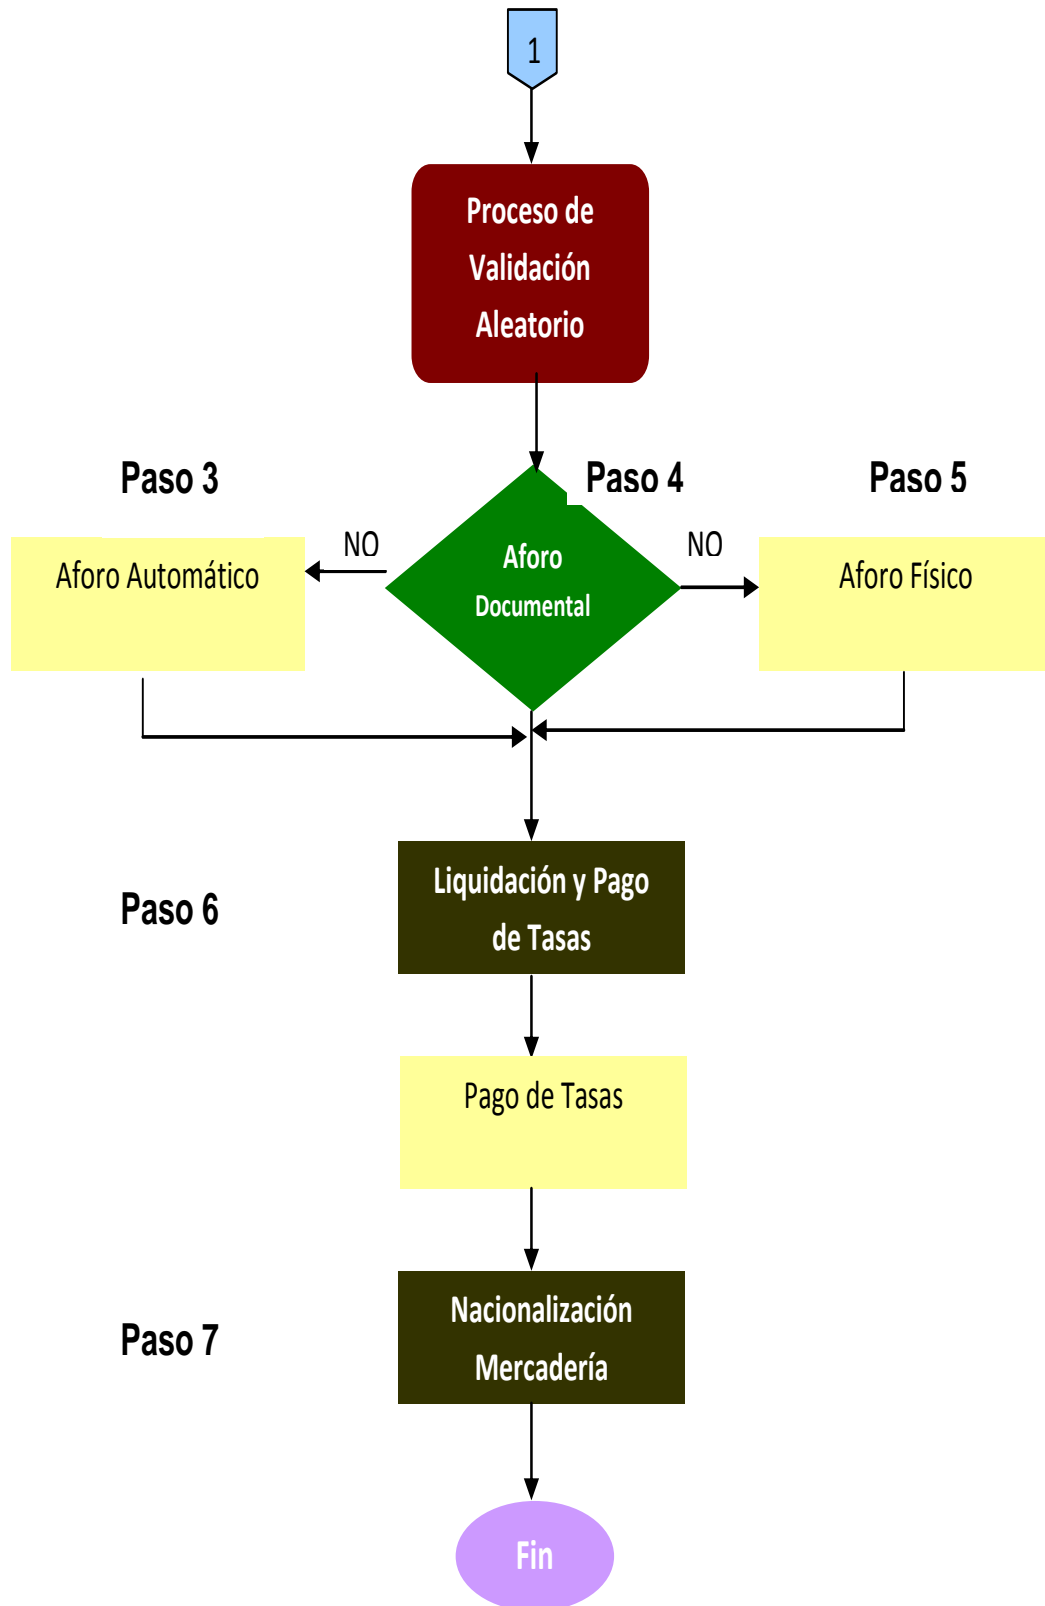 1
Proceso de
Validación
Aleatorio
Paso 3
Paso 4
Paso 5
NO
NO
Aforo Automático
Aforo
Documental
Aforo Físico
Paso 6
Liquidación y Pago
de Tasas
Pago de Tasas
Paso 7
Nacionalización
Mercadería
Fin